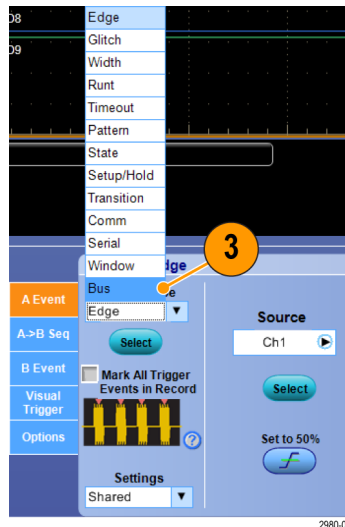 D8
D9
Edge
Glitch
Width
Runt
Timeout
Pattern
State
Setup/Hold
Transition
Comm
Serial
Window
Bus
3
dge
A Event
A->B Seq
B Event
Visual
Trigger
Options
Edge
Select
Mark All Trigger
Events in Record
Settings
Shared
Source
Ch1
Select
Set to 50%